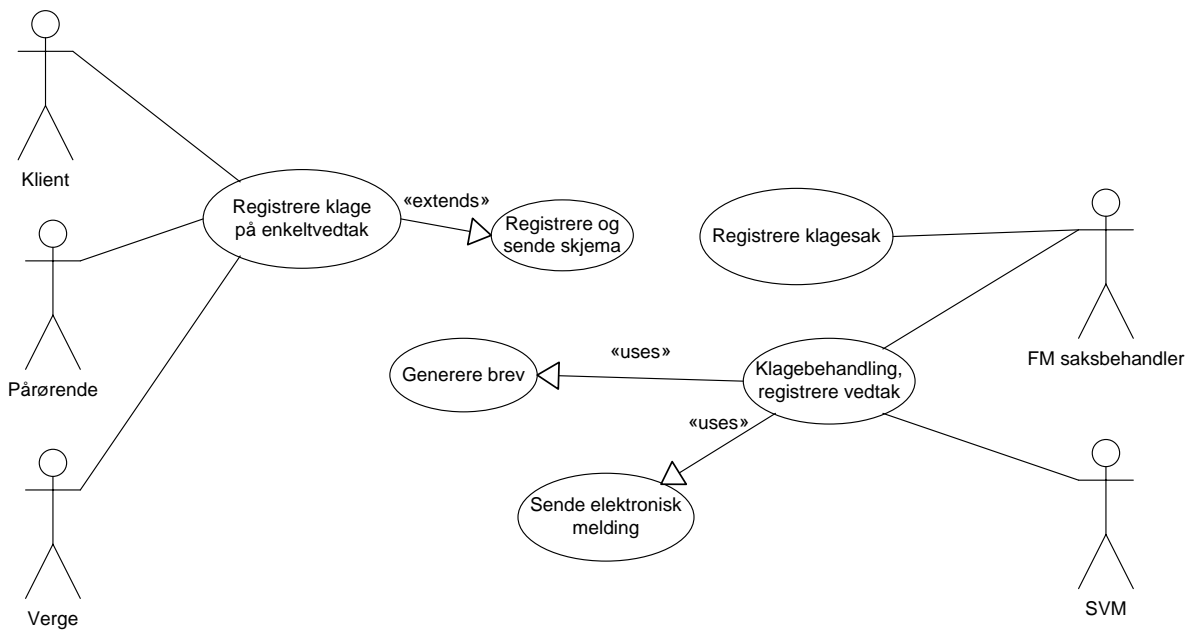 Klient
Registrere klage
på enkeltvedtak
«extends»
Registrere og
sende skjema
Registrere klagesak
Pårørende
FM saksbehandler
«uses»
Generere brev
Klagebehandling,
registrere vedtak
«uses»
Sende elektronisk
melding
Verge
SVM